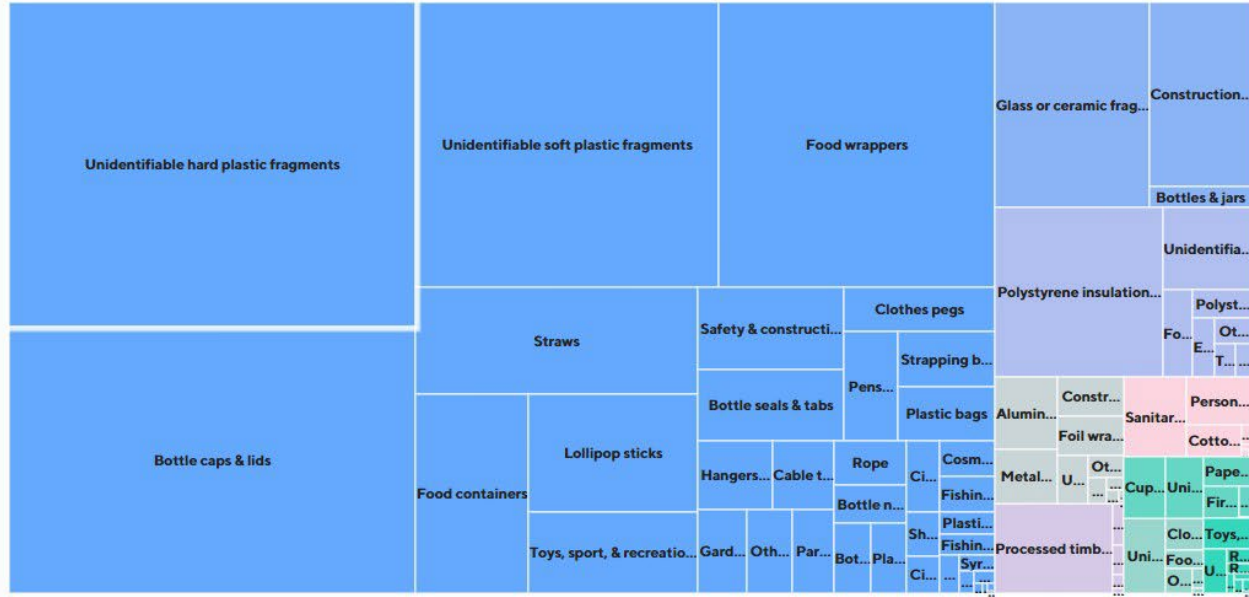 Unidentifiable hard plastic fragments
Bottle caps & lids
Unidentifiable soft plastic fragments
Food wrappers
Straws
Food containers
Lollipop sticks
Toys, sport, & recreatio...
Safety & constructi...
Bottle seals & tabs
Clothes pegs
Pens...
Strapping b...
Plastic bags
Hangers...
Cable t...
Gard...
Oth...
Par...
Rope
Bottle n...
Bot...
Pla...
Ci...
Sh...
Ci...
Cosm...
Fishin...
Plasti...
Fishin...
...
Syr...
...
...
...
...
Glass or ceramic frag...
Construction...
Bottles & jars
Polystyrene insulation...
Unidentifia...
Fo...
Polyst...
E...
Ot...
T...
...
Alumin...
Metal...
Constr...
Foil wra...
U...
Ot...
...
...
...
Processed timb...
...
...
...
...
...
Sanitar...
Person...
Cotto...
...
Cup...
Uni...
Pape...
Fir...
...
Uni...
Clo...
Foo...
...
O...
...
Toys,...
U...
R...
R...
...
...
...